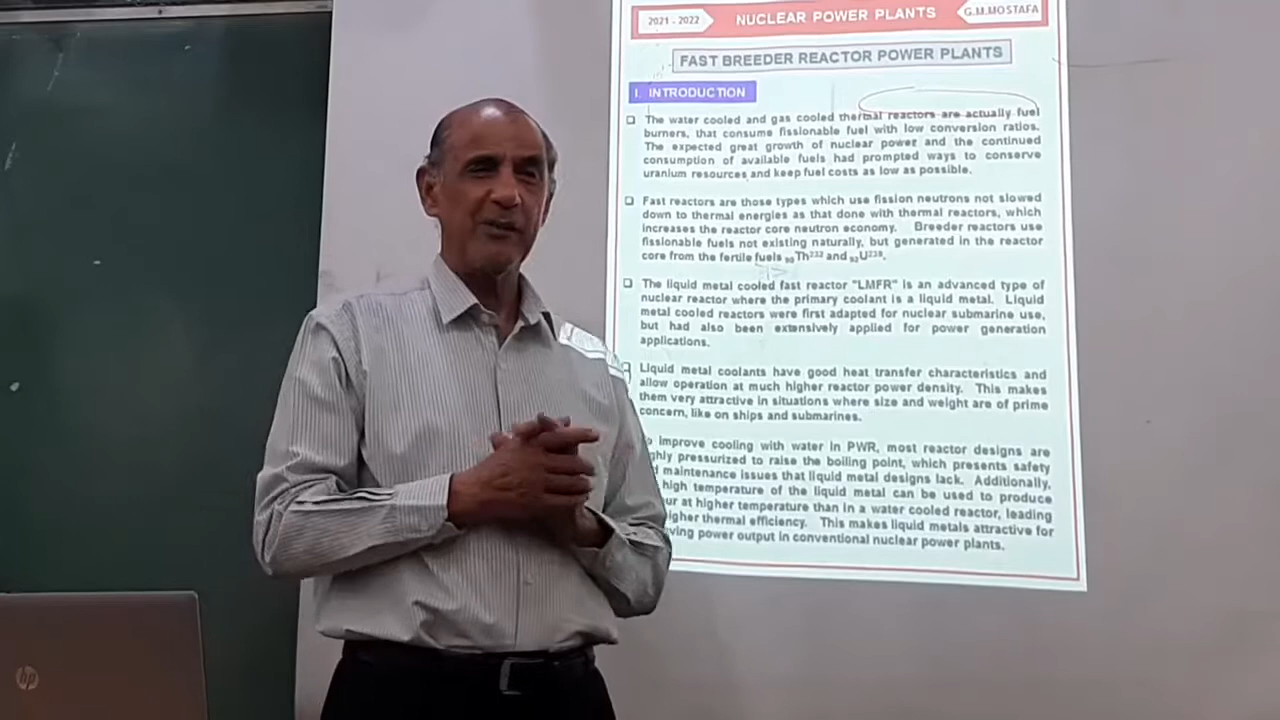 2021 - 2022
NUCLEAR POWER PLANTS
G.M.MOSTAFA
FAST BREEDER REACTOR POWER PLANTS
I. INTRODUCTION
❑ The water cooled and gas cooled thermal reactors are actually fuel
burners, that consume fissionable fuel with low conversion ratios.
The expected great growth of nuclear power and the continued
consumption of available fuels had prompted ways to conserve
uranium resources and keep fuel costs as low as possible.
❑ Fast reactors are those types which use fission neutrons not slowed
down to thermal energies as that done with thermal reactors, which
increases the reactor core neutron economy. Breeder reactors use
fissionable fuels not existing naturally, but generated in the reactor
core from the fertile fuels ₉₀Th²³² and ₉₂U²³⁸.
❑ The liquid metal cooled fast reactor "LMFR" is an advanced type of
nuclear reactor where the primary coolant is a liquid metal. Liquid
metal cooled reactors were first adapted for nuclear submarine use,
but had also been extensively applied for power generation
applications.
❑ Liquid metal coolants have good heat transfer characteristics and
allow operation at much higher reactor power density. This makes
them very attractive in situations where size and weight are of prime
concern, like on ships and submarines.
improve cooling with water in PWR, most reactor designs are
pressurized to raise the boiling point, which presents safety
maintenance issues that liquid metal designs lack. Additionally,
high temperature of the liquid metal can be used to produce
at higher temperature than in a water cooled reactor, leading
thermal efficiency. This makes liquid metals attractive for
power output in conventional nuclear power plants.
hp